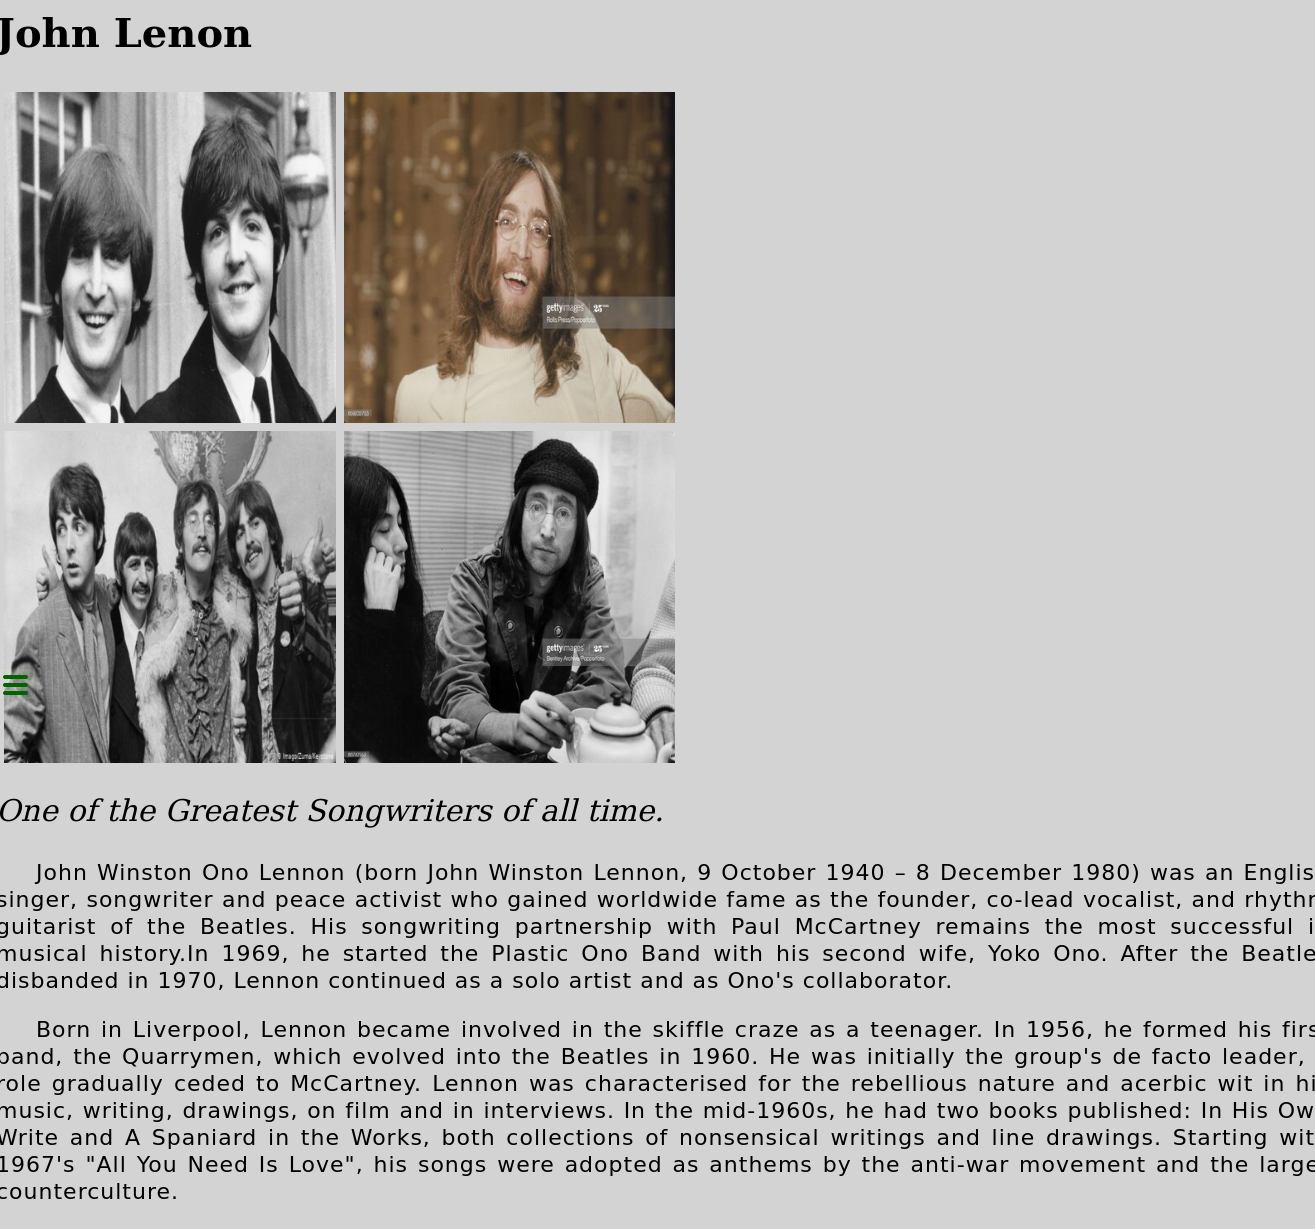 John Lenon
gettyimages 25
Rolls Press/Popperfoto
gettyimages 25
Bentley Archive/Popperfoto
© Imago/Zuma/Keystone
One of the Greatest Songwriters of all time.
John Winston Ono Lennon (born John Winston Lennon, 9 October 1940 – 8 December 1980) was an Englis
singer, songwriter and peace activist who gained worldwide fame as the founder, co-lead vocalist, and rhyth
guitarist of the Beatles. His songwriting partnership with Paul McCartney remains the most successful i
musical history.In 1969, he started the Plastic Ono Band with his second wife, Yoko Ono. After the Beatle
disbanded in 1970, Lennon continued as a solo artist and as Ono's collaborator.
Born in Liverpool, Lennon became involved in the skiffle craze as a teenager. In 1956, he formed his firs
band, the Quarrymen, which evolved into the Beatles in 1960. He was initially the group's de facto leader,
role gradually ceded to McCartney. Lennon was characterised for the rebellious nature and acerbic wit in hi
music, writing, drawings, on film and in interviews. In the mid-1960s, he had two books published: In His Ow
Write and A Spaniard in the Works, both collections of nonsensical writings and line drawings. Starting wit
1967's "All You Need Is Love", his songs were adopted as anthems by the anti-war movement and the large
counterculture.